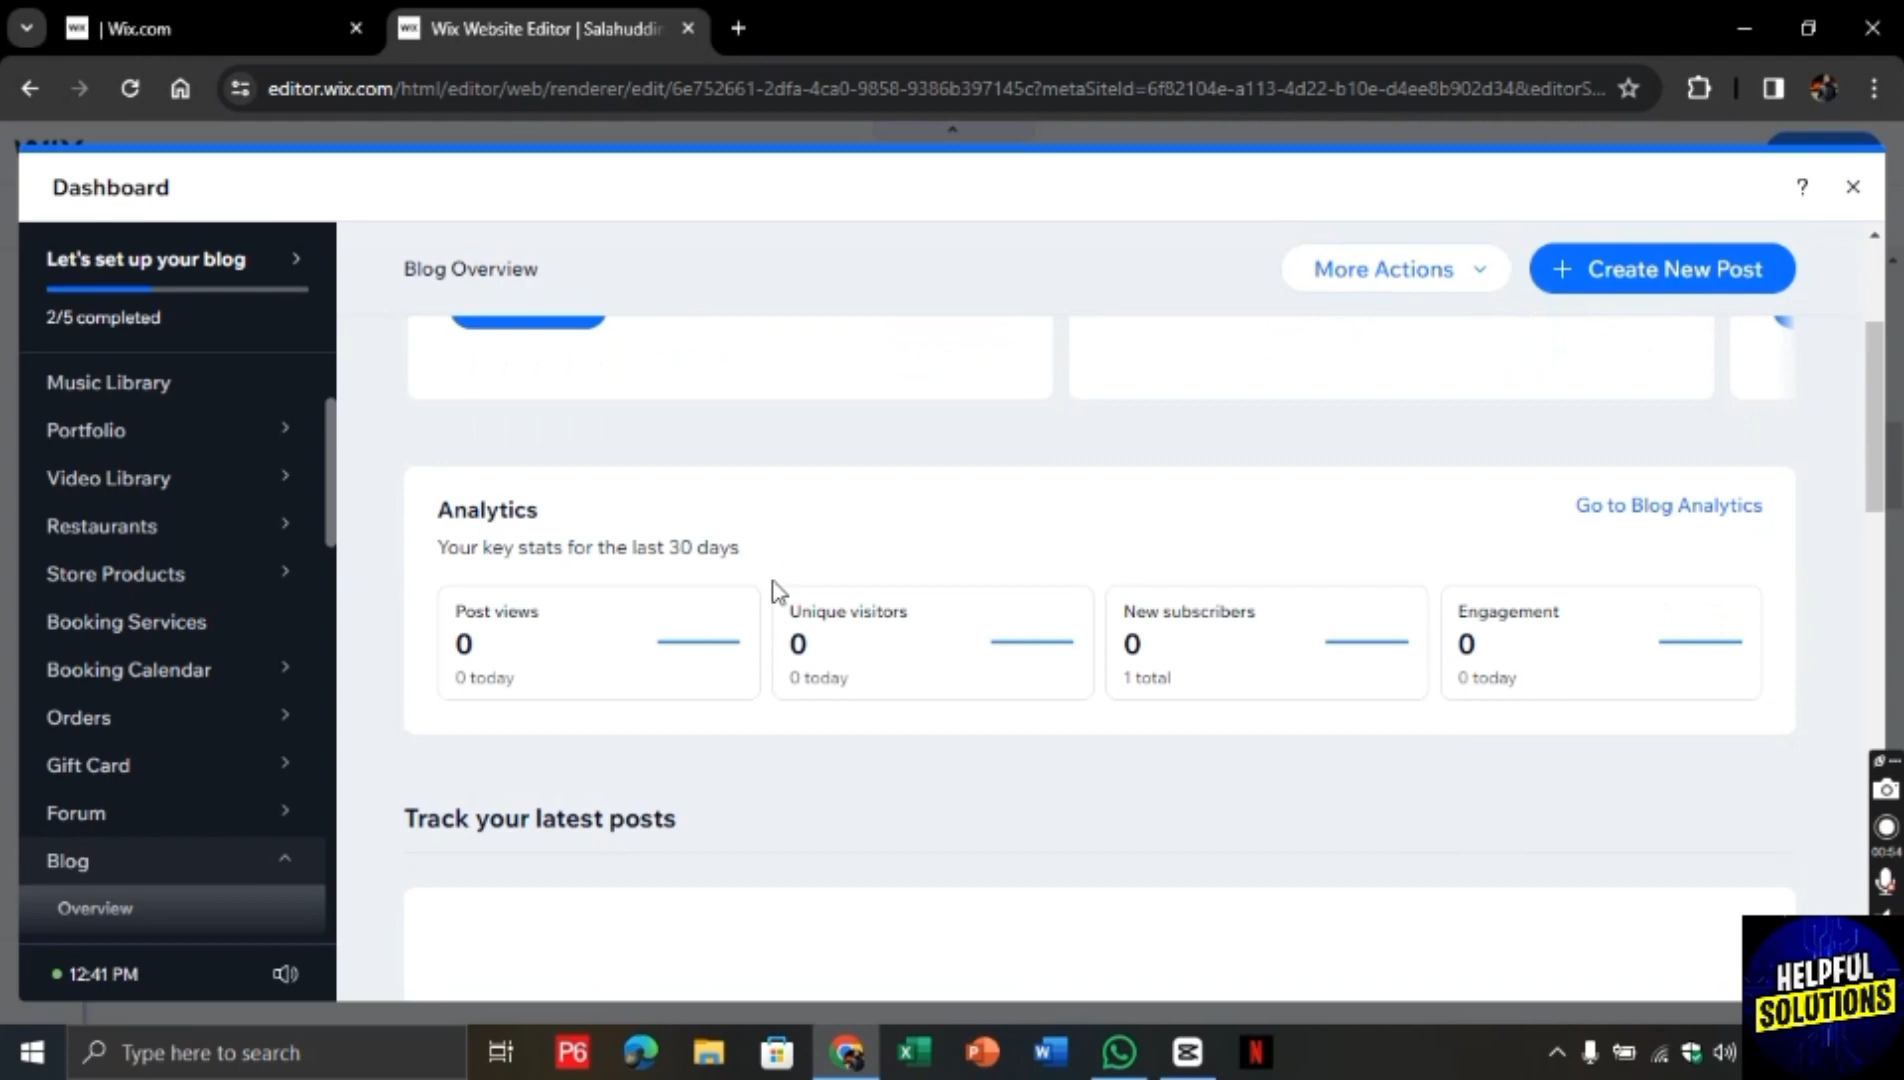 | Wix.com
Wix Website Editor | Salahuddin
editor.wix.com/html/editor/web/renderer/edit/6e752661-2dfa-4ca0-9858-9386b397145c?metaSiteId=6f82104e-a113-4d22-b10e-d4ee8b902d34&editorS...
Dashboard
?
Let's set up your blog
2/5 completed
Music Library
Portfolio
Video Library
Restaurants
Store Products
Booking Services
Booking Calendar
Orders
Gift Card
Forum
Blog
Overview
12:41 PM
Blog Overview
More Actions
+ Create New Post
Analytics
Go to Blog Analytics
Your key stats for the last 30 days
Post views
0
0 today
Unique visitors
0
0 today
New subscribers
0
1 total
Engagement
0
0 today
Track your latest posts
00:54
HELPFUL
SOLUTIONS
Type here to search
P6